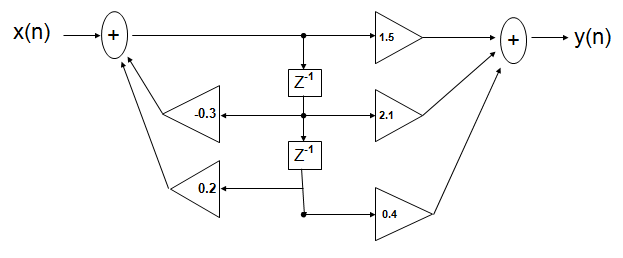 x(n)
+
1.5
+
y(n)
Z-1
-0.3
2.1
Z-1
0.2
0.4